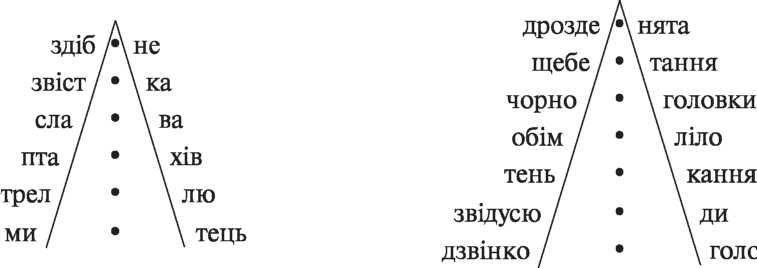 здіб • не
звіст • ка
сла • ва
пта • хів
трел • лю
ми • тець
дрозде • нята
щебе • тання
чорно • головки
обім • ліло
тень • кання
звідусю • ди
дзвінко • голо